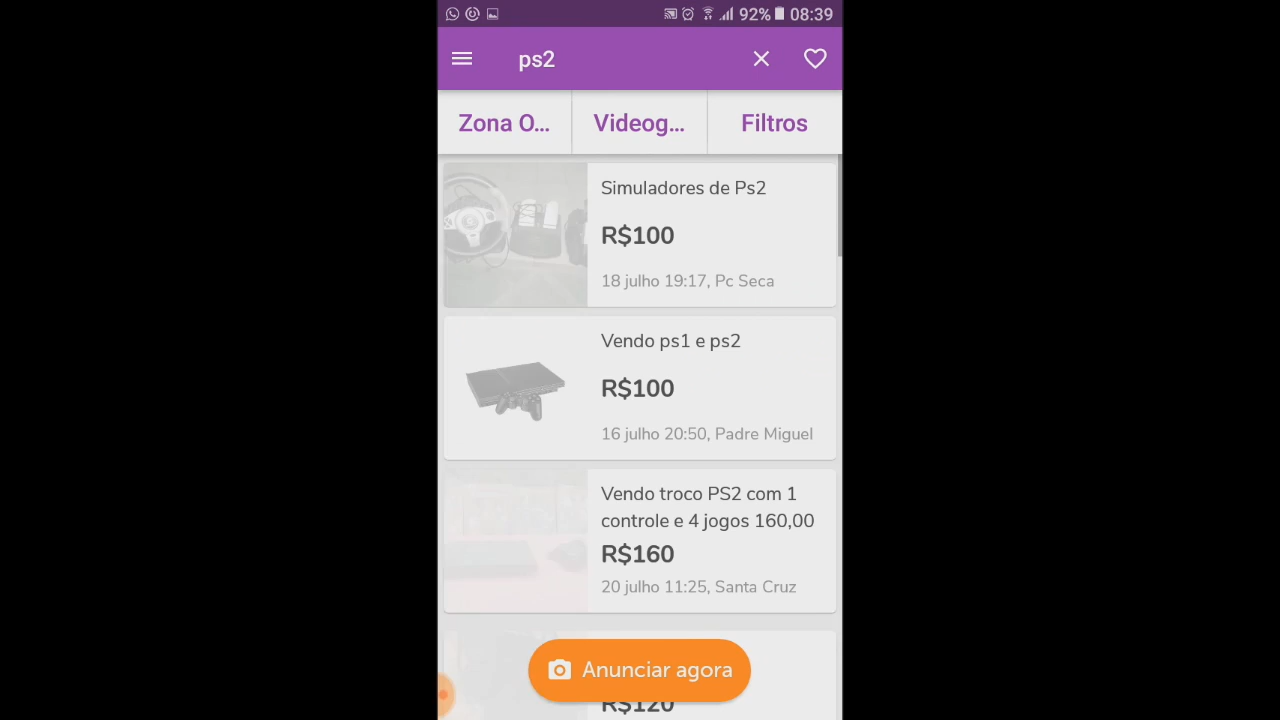 92% 08:39
ps2
Zona O... Videog... Filtros
Simuladores de Ps2
R$100
18 julho 19:17, Pc Seca
Vendo ps1 e ps2
R$100
16 julho 20:50, Padre Miguel
Vendo troco PS2 com 1
controle e 4 jogos 160,00
R$160
20 julho 11:25, Santa Cruz
Anunciar agora
R$120